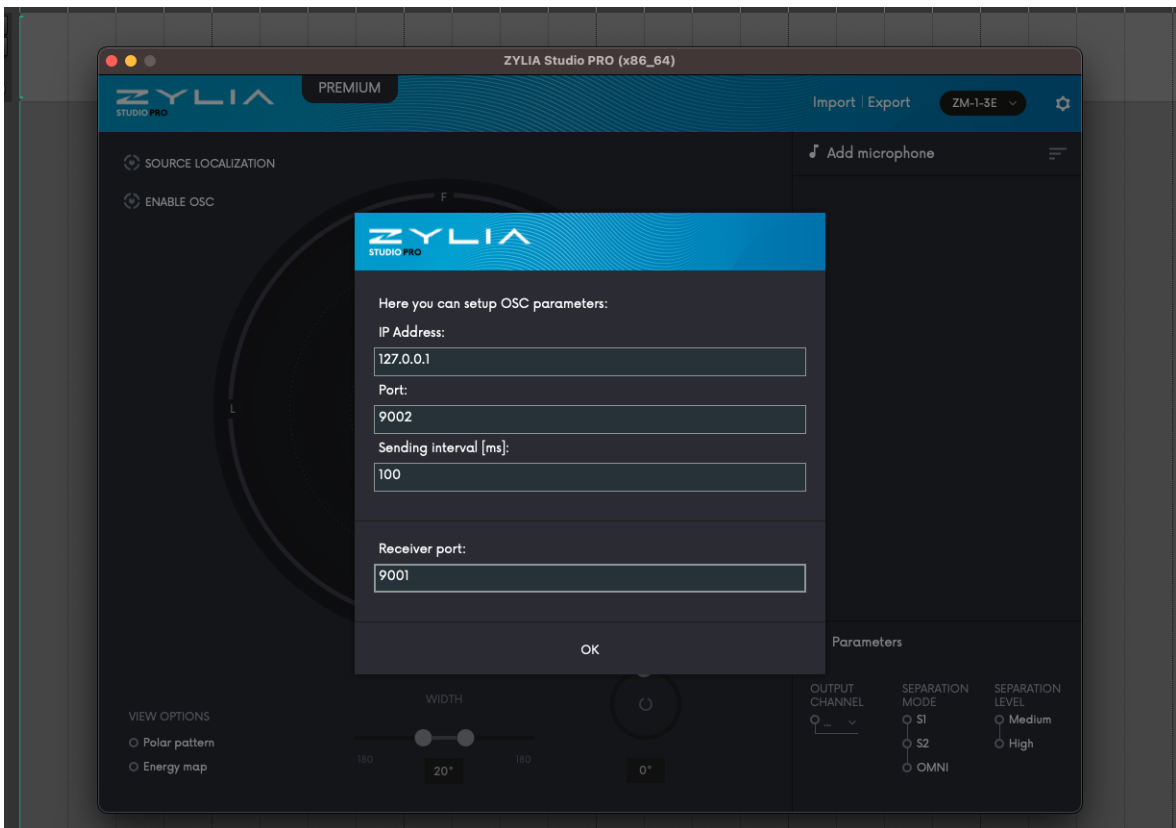 ZYLIA Studio PRO (x86_64)
ZYLIA
STUDIO PRO
PREMIUM
Import | Export
ZM-1-3E
SOURCE LOCALIZATION
ENABLE OSC
Add microphone
F
L
ZYLIA
STUDIO PRO
Here you can setup OSC parameters:
IP Address:
127.0.0.1
Port:
9002
Sending interval [ms]:
100
Receiver port:
9001
OK
VIEW OPTIONS
Polar pattern
Energy map
WIDTH
180
180
20°
0°
Parameters
OUTPUT
CHANNEL
...
SEPARATION
MODE
S1
S2
OMNI
SEPARATION
LEVEL
Medium
High